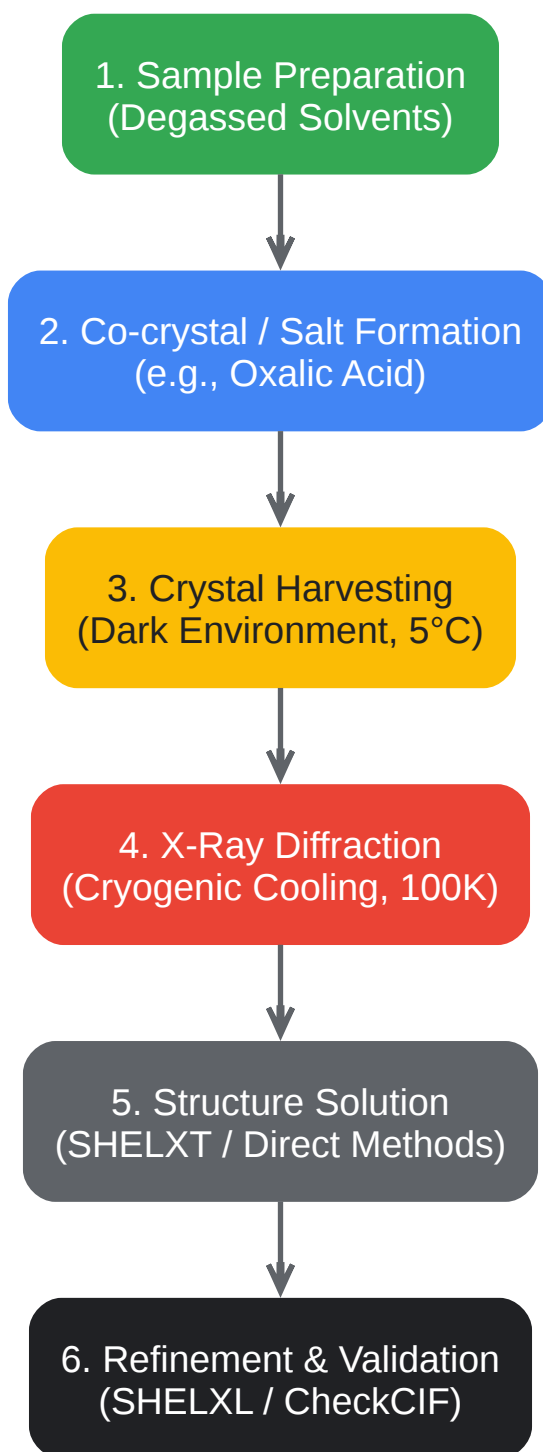 1. Sample Preparation
(Degassed Solvents)
2. Co-crystal / Salt Formation
(e.g., Oxalic Acid)
3. Crystal Harvesting
(Dark Environment, 5°C)
4. X-Ray Diffraction
(Cryogenic Cooling, 100K)
5. Structure Solution
(SHELXT / Direct Methods)
6. Refinement & Validation
(SHELXL / CheckCIF)